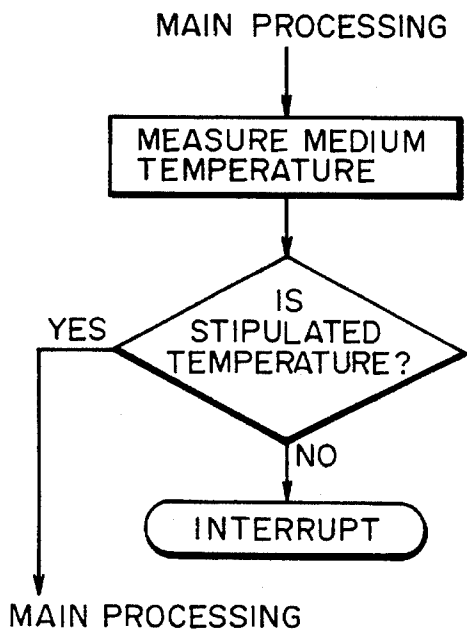 MAIN PROCESSING
MEASURE MEDIUM
TEMPERATURE
IS
STIPULATED
TEMPERATURE?
YES
NO
INTERRUPT
MAIN PROCESSING